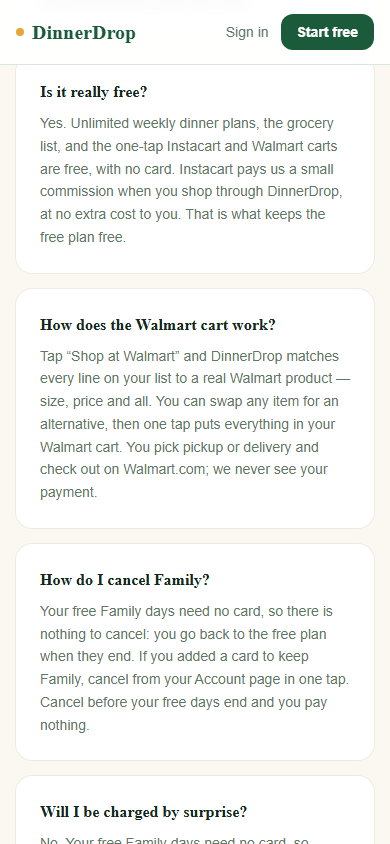 DinnerDrop
Sign in
Start free
Is it really free?
Yes. Unlimited weekly dinner plans, the grocery
list, and the one-tap Instacart and Walmart carts
are free, with no card. Instacart pays us a small
commission when you shop through DinnerDrop,
at no extra cost to you. That is what keeps the
free plan free.
How does the Walmart cart work?
Tap “Shop at Walmart” and DinnerDrop matches
every line on your list to a real Walmart product —
size, price and all. You can swap any item for an
alternative, then one tap puts everything in your
Walmart cart. You pick pickup or delivery and
check out on Walmart.com; we never see your
payment.
How do I cancel Family?
Your free Family days need no card, so there is
nothing to cancel: you go back to the free plan
when they end. If you added a card to keep
Family, cancel from your Account page in one tap.
Cancel before your free days end and you pay
nothing.
Will I be charged by surprise?
No. Your free Family days need no card, so